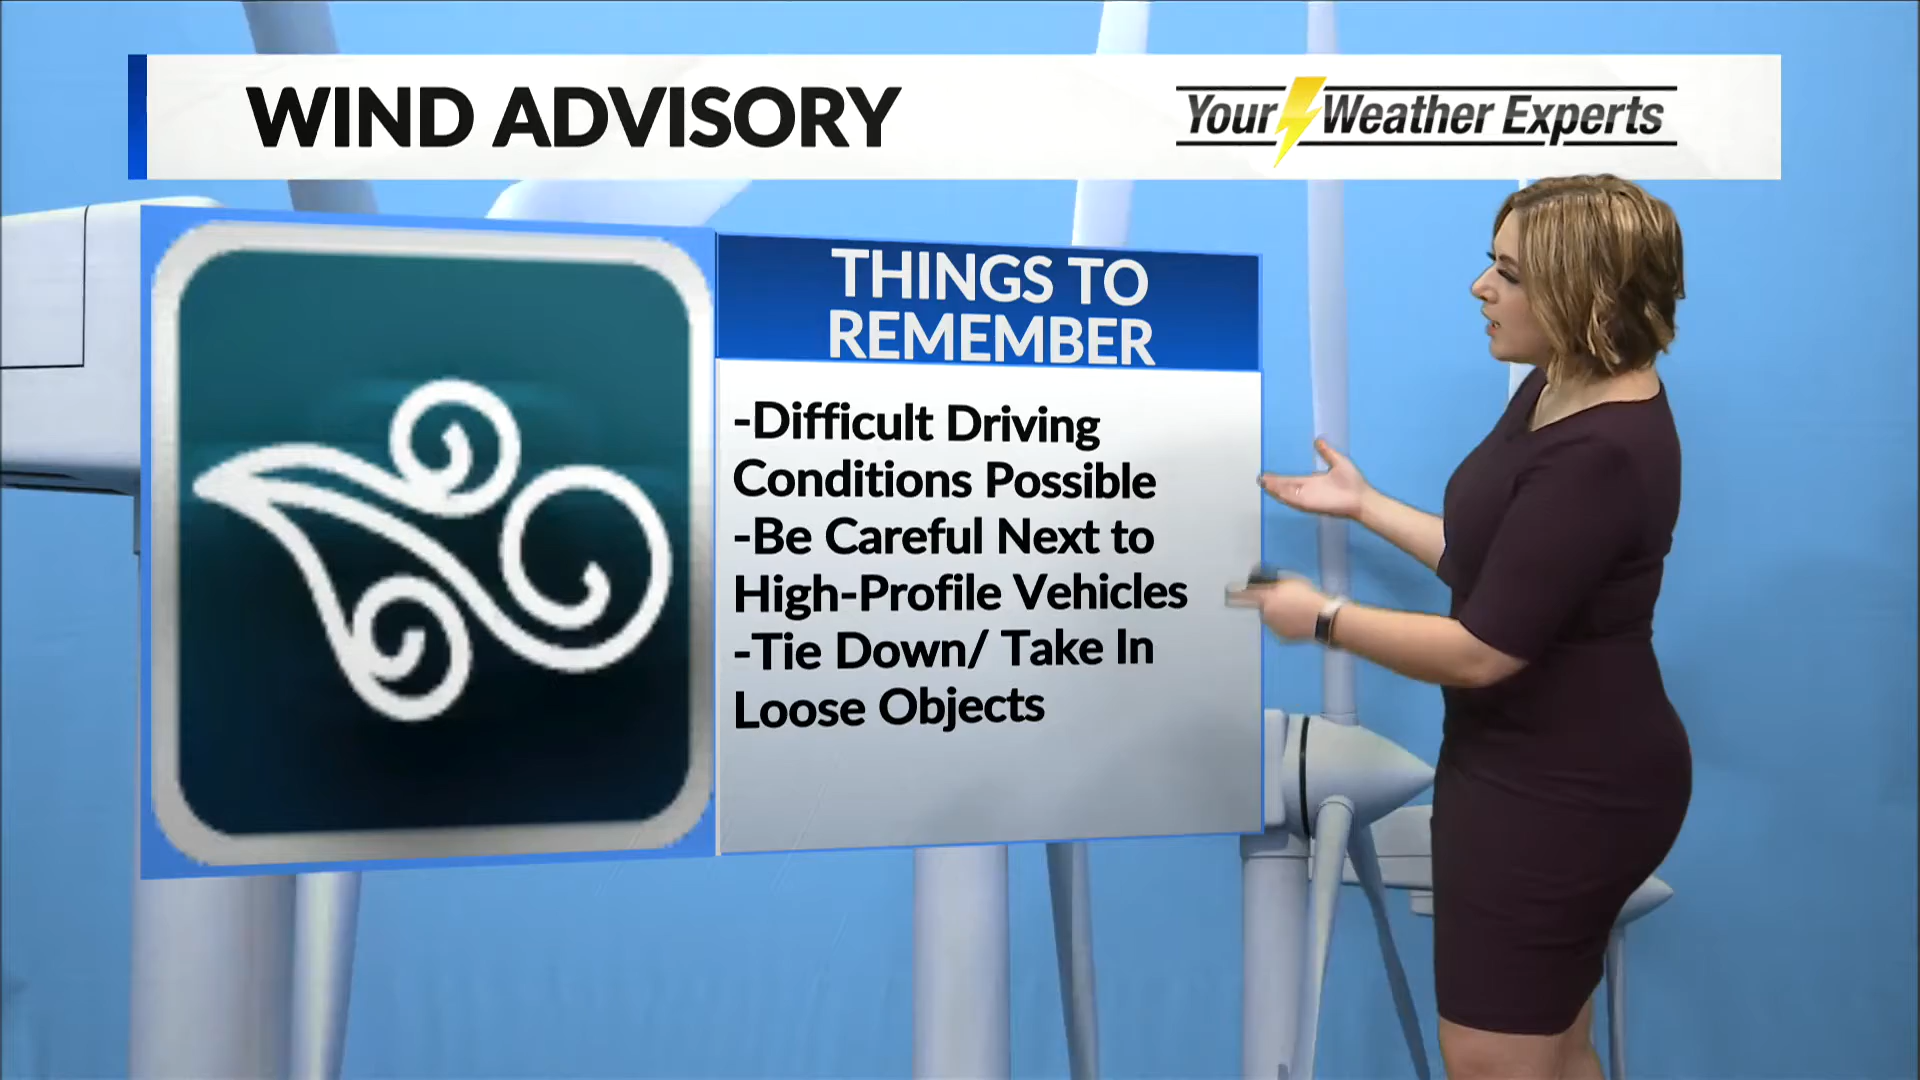 WIND ADVISORY
Your Weather Experts
THINGS TO
REMEMBER
-Difficult Driving
Conditions Possible
-Be Careful Next to
High-Profile Vehicles
-Tie Down/ Take In
Loose Objects